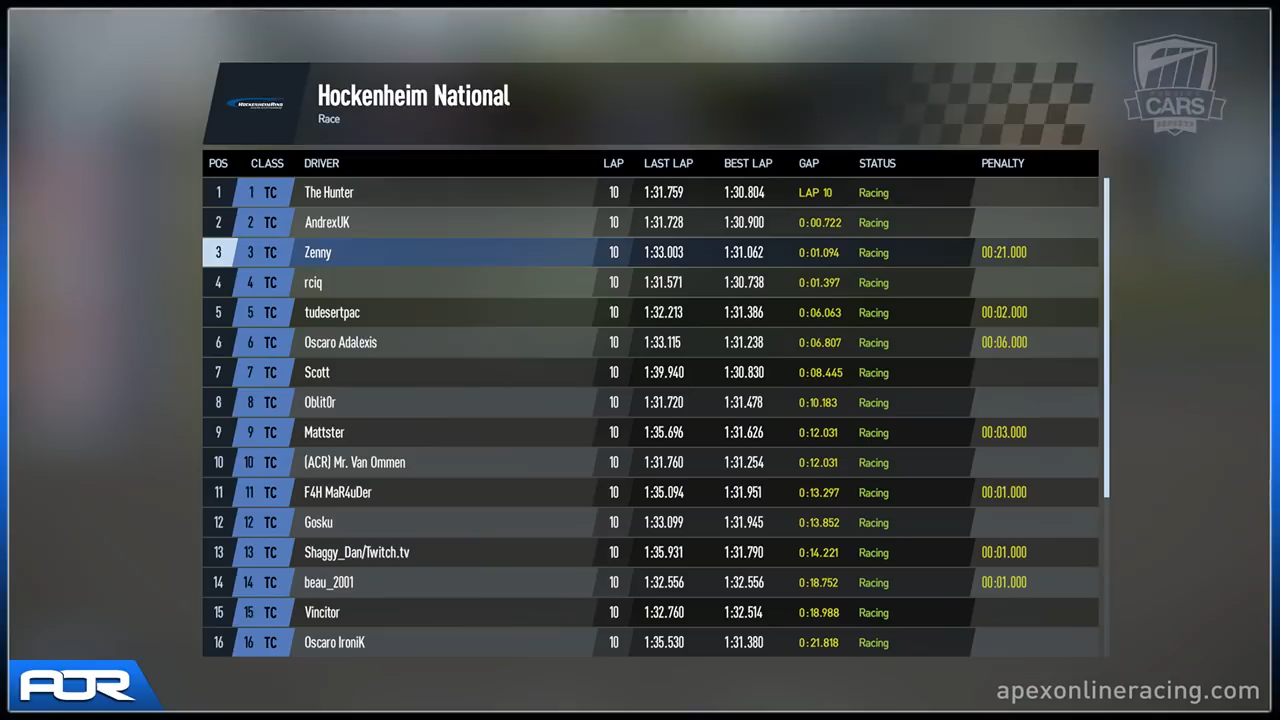 Hockenheim National
HOCKENHEIMRING
Race
CARS
POS CLASS DRIVER LAP LAST LAP BEST LAP GAP STATUS PENALTY
1 1 TC The Hunter 10 1:31.759 1:30.804 LAP 10 Racing
2 2 TC AndrexUK 10 1:31.728 1:30.900 0:00.722 Racing
3 3 TC Zenny 10 1:33.003 1:31.062 0:01.094 Racing 00:21.000
4 4 TC rciq 10 1:31.571 1:30.738 0:01.397 Racing
5 5 TC tudesertpac 10 1:32.213 1:31.386 0:06.063 Racing 00:02.000
6 6 TC Oscaro Adalexis 10 1:33.115 1:31.238 0:06.807 Racing 00:06.000
7 7 TC Scott 10 1:39.940 1:30.830 0:08.445 Racing
8 8 TC Oblit0r 10 1:31.720 1:31.478 0:10.183 Racing
9 9 TC Mattster 10 1:35.696 1:31.626 0:12.031 Racing 00:03.000
10 10 TC (ACR) Mr. Van Ommen 10 1:31.760 1:31.254 0:12.031 Racing
11 11 TC F4H MaR4uDer 10 1:35.094 1:31.951 0:13.297 Racing 00:01.000
12 12 TC Gosku 10 1:33.099 1:31.945 0:13.852 Racing
13 13 TC Shaggy_Dan/Twitch.tv 10 1:35.931 1:31.790 0:14.221 Racing 00:01.000
14 14 TC beau_2001 10 1:32.556 1:32.556 0:18.752 Racing 00:01.000
15 15 TC Vincitor 10 1:32.760 1:32.514 0:18.988 Racing
16 16 TC Oscaro IroniK 10 1:35.530 1:31.380 0:21.818 Racing
AOR
apexonlineracing.com